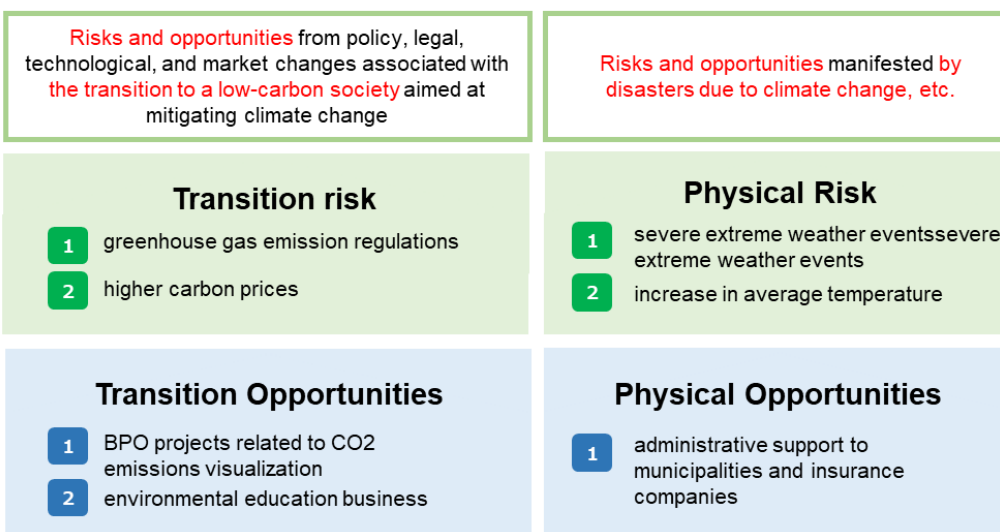 Risks and opportunities from policy, legal,
technological, and market changes associated with
the transition to a low-carbon society aimed at
mitigating climate change
Risks and opportunities manifested by
disasters due to climate change, etc.
Transition risk
1 greenhouse gas emission regulations
2 higher carbon prices
Physical Risk
1 severe extreme weather eventssevere
extreme weather events
2 increase in average temperature
Transition Opportunities
1 BPO projects related to CO2
emissions visualization
2 environmental education business
Physical Opportunities
1 administrative support to
municipalities and insurance
companies